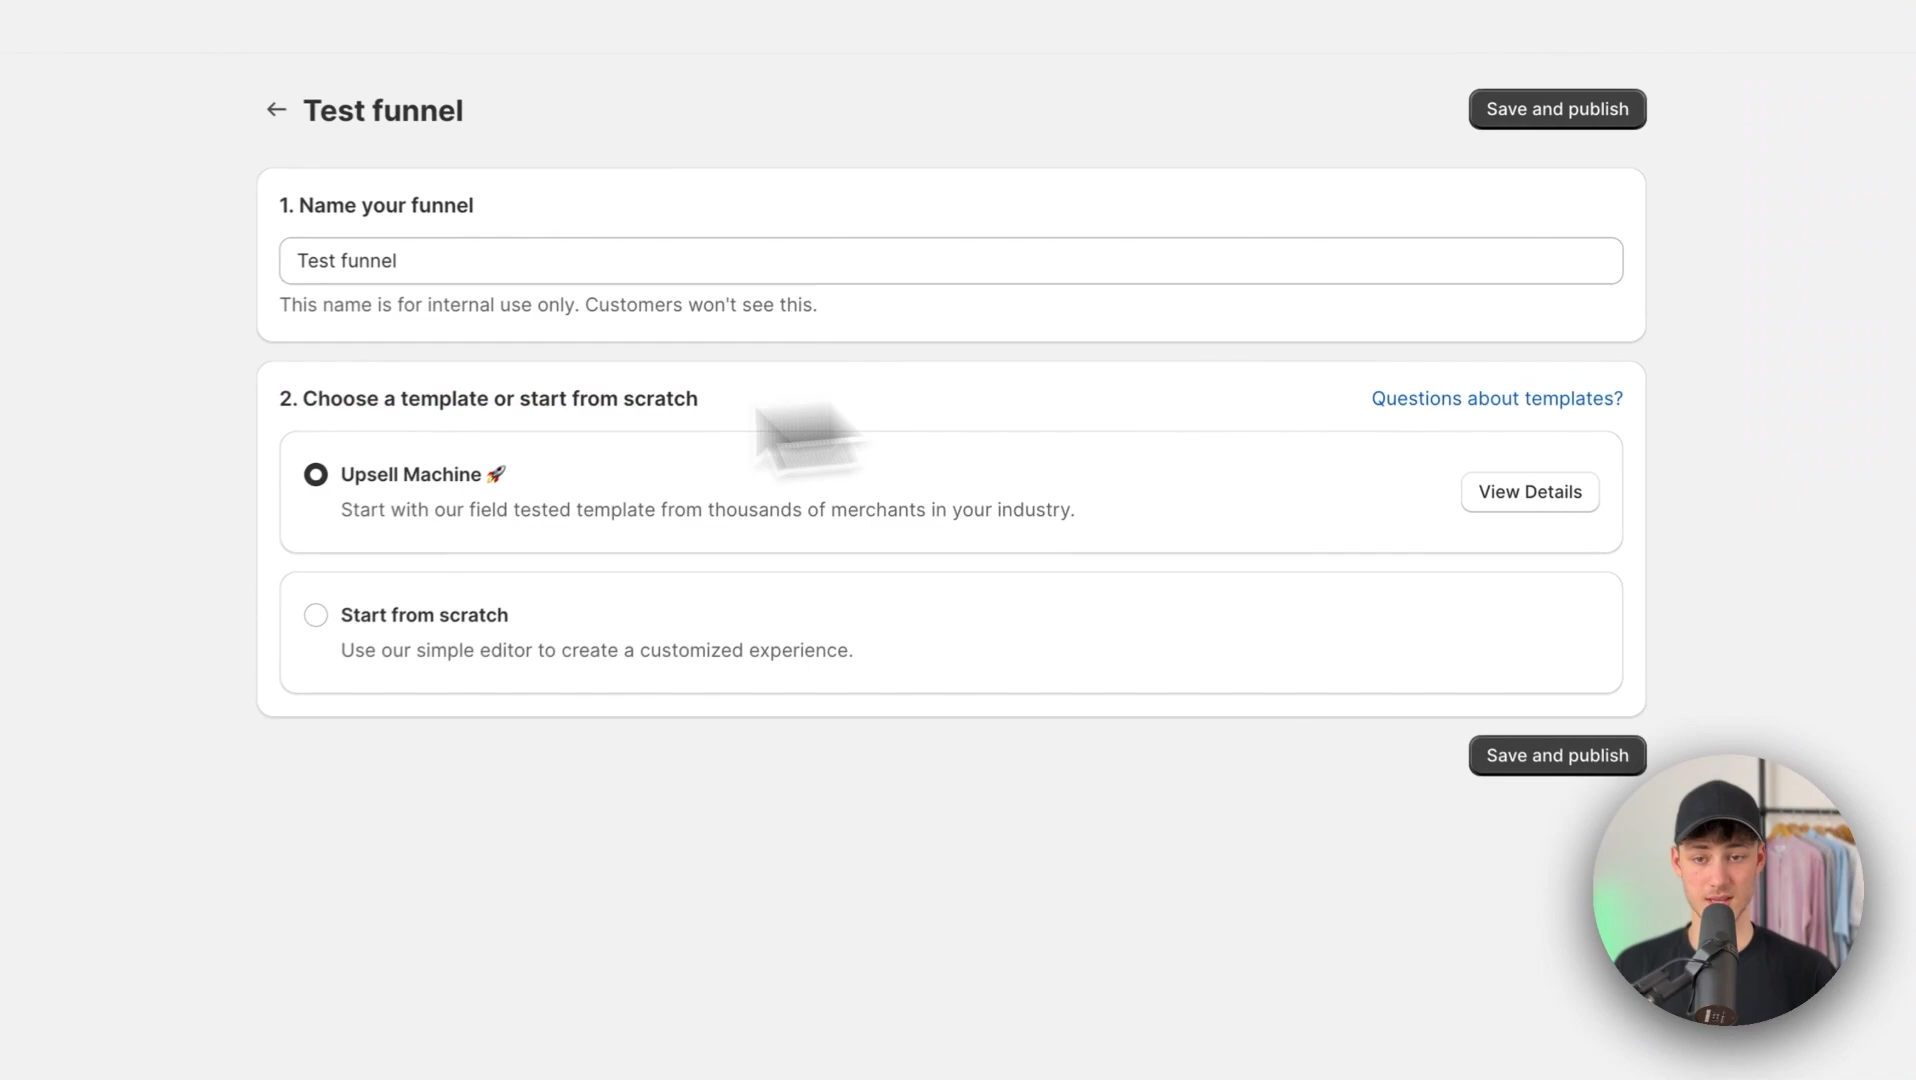 ← Test funnel
Save and publish
1. Name your funnel
Test funnel
This name is for internal use only. Customers won't see this.
2. Choose a template or start from scratch
Questions about templates?
Upsell Machine 🚀
Start with our field tested template from thousands of merchants in your industry.
View Details
Start from scratch
Use our simple editor to create a customized experience.
Save and publish